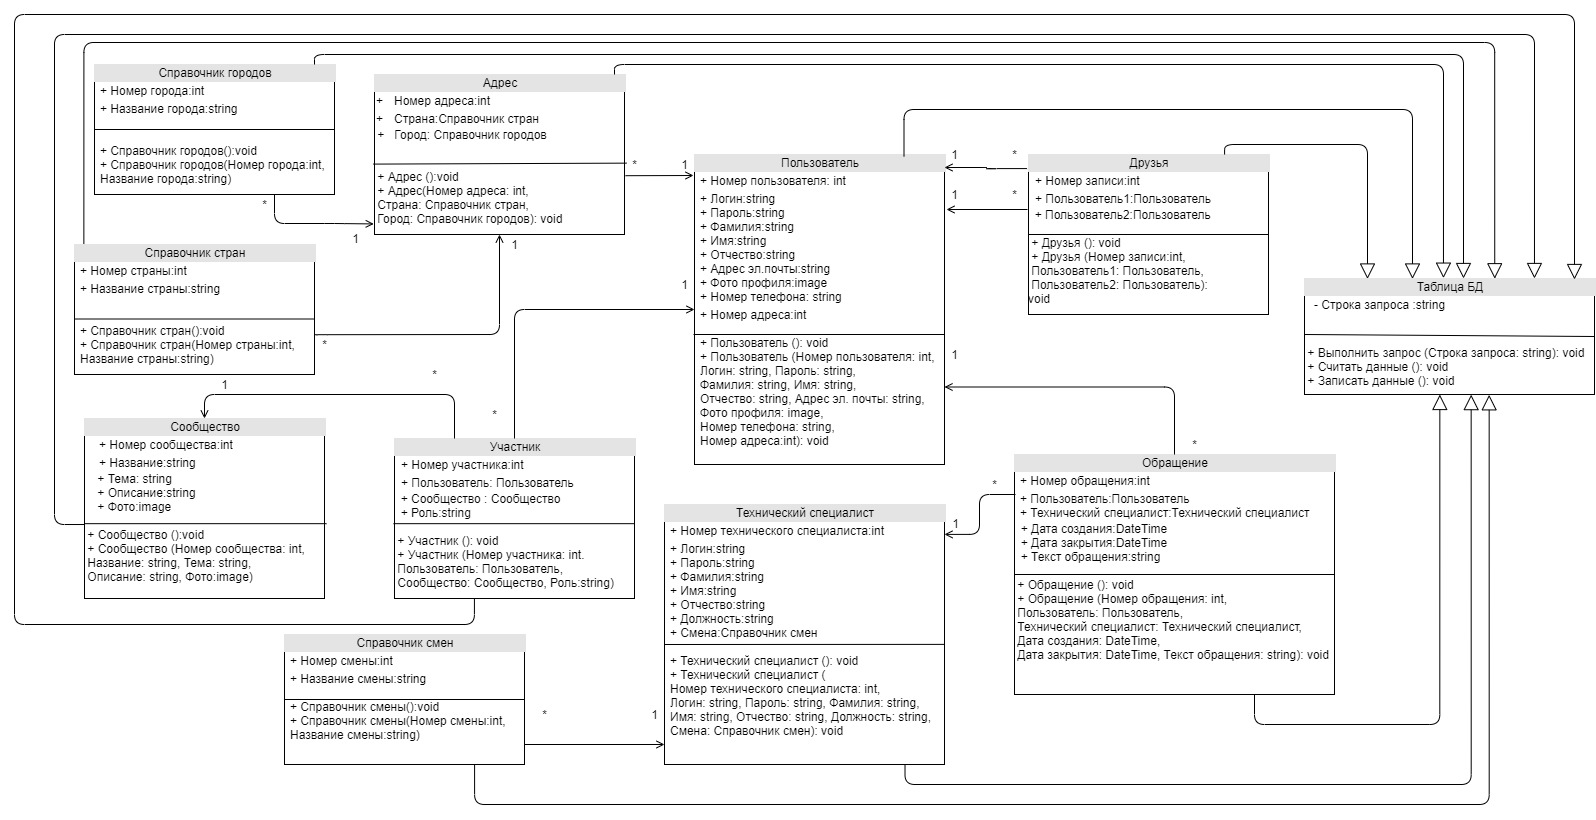 Справочник городов
+ Номер города:int
+ Название города:string
+ Справочник городов():void
+ Справочник городов(Номер города:int,
Название города:string)
*
1
Адрес
+ Номер адреса:int
+ Страна:Справочник стран
+ Город: Справочник городов
+ Адрес ():void
+ Адрес(Номер адреса: int,
Страна: Справочник стран,
Город: Справочник городов): void
*
1
1
Справочник стран
+ Номер страны:int
+ Название страны:string
+ Справочник стран():void
+ Справочник стран(Номер страны:int,
Название страны:string)
*
Пользователь
+ Номер пользователя: int
+ Логин:string
+ Пароль:string
+ Фамилия:string
+ Имя:string
+ Отчество:string
+ Адрес эл.почты:string
+ Фото профиля:image
+ Номер телефона: string
+ Номер адреса:int
+ Пользователь (): void
+ Пользователь (Номер пользователя: int,
Логин: string, Пароль: string,
Фамилия: string, Имя: string,
Отчество: string, Адрес эл. почты: string,
Фото профиля: image,
Номер телефона: string,
Номер адреса:int): void
1
1
*
1
*
1
Друзья
+ Номер записи:int
+ Пользователь1:Пользователь
+ Пользователь2:Пользователь
+ Друзья (): void
+ Друзья (Номер записи:int,
Пользователь1: Пользователь,
Пользователь2: Пользователь):
void
Таблица БД
- Строка запроса :string
+ Выполнить запрос (Строка запроса: string): void
+ Считать данные (): void
+ Записать данные (): void
1
*
Сообщество
+ Номер сообщества:int
+ Название:string
+ Тема: string
+ Описание:string
+ Фото:image
+ Сообщество ():void
+ Сообщество (Номер сообщества: int,
Название: string, Тема: string,
Описание: string, Фото:image)
*
Участник
+ Номер участника:int
+ Пользователь: Пользователь
+ Сообщество : Сообщество
+ Роль:string
+ Участник (): void
+ Участник (Номер участника: int.
Пользователь: Пользователь,
Сообщество: Сообщество, Роль:string)
*
Обращение
+ Номер обращения:int
+ Пользователь:Пользователь
+ Технический специалист:Технический специалист
+ Дата создания:DateTime
+ Дата закрытия:DateTime
+ Текст обращения:string
+ Обращение (): void
+ Обращение (Номер обращения: int,
Пользователь: Пользователь,
Технический специалист: Технический специалист,
Дата создания: DateTime,
Дата закрытия: DateTime, Текст обращения: string): void
*
1
Технический специалист
+ Номер технического специалиста:int
+ Логин:string
+ Пароль:string
+ Фамилия:string
+ Имя:string
+ Отчество:string
+ Должность:string
+ Смена:Справочник смен
+ Технический специалист (): void
+ Технический специалист (
Номер технического специалиста: int,
Логин: string, Пароль: string, Фамилия: string,
Имя: string, Отчество: string, Должность: string,
Смена: Справочник смен): void
Справочник смен
+ Номер смены:int
+ Название смены:string
+ Справочник смены():void
+ Справочник смены(Номер смены:int,
Название смены:string)
*
1